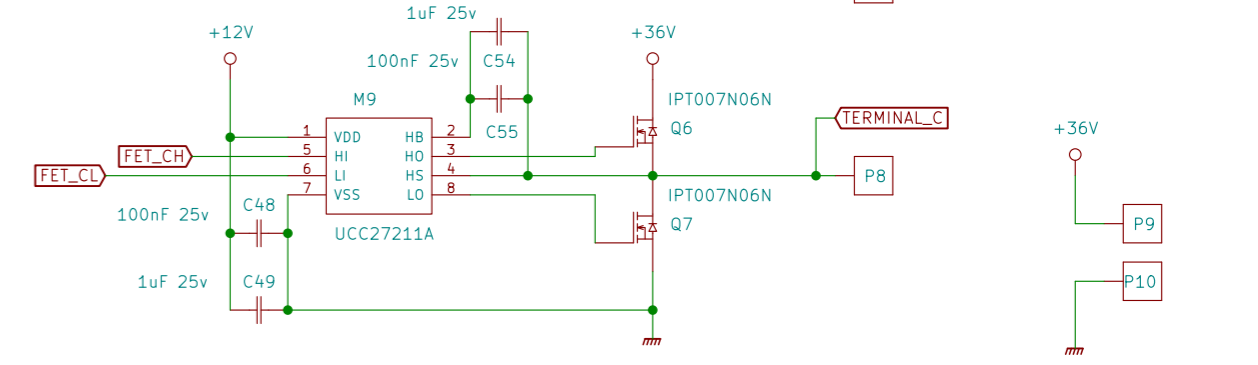 1uF 25v
+12V
+36V
100nF 25v
C54
M9
IPT007N06N
TERMINAL_C
Q6
C55
+36V
1
VDD
HB
2
FET_CH
5
HI
HO
3
FET_CL
6
LI
HS
4
P8
7
VSS
LO
8
IPT007N06N
C48
100nF 25v
Q7
P9
UCC27211A
1uF 25v
C49
P10